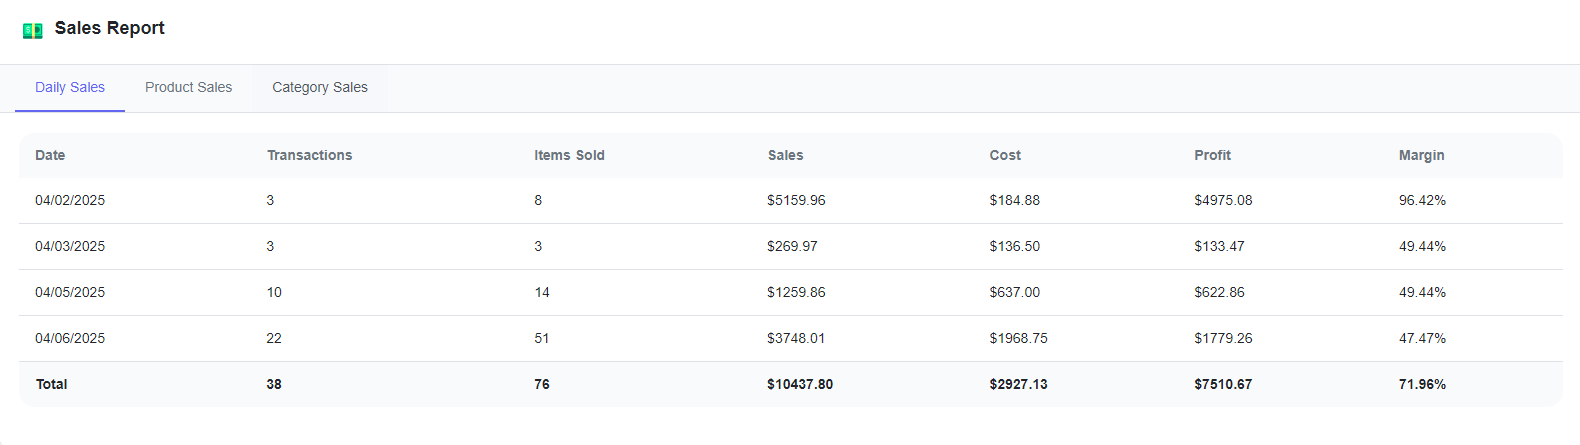 Sales Report
Daily Sales Product Sales Category Sales
Date Transactions Items Sold Sales Cost Profit Margin
04/02/2025 3 8 $5159.96 $184.88 $4975.08 96.42%
04/03/2025 3 3 $269.97 $136.50 $133.47 49.44%
04/05/2025 10 14 $1259.86 $637.00 $622.86 49.44%
04/06/2025 22 51 $3748.01 $1968.75 $1779.26 47.47%
Total 38 76 $10437.80 $2927.13 $7510.67 71.96%